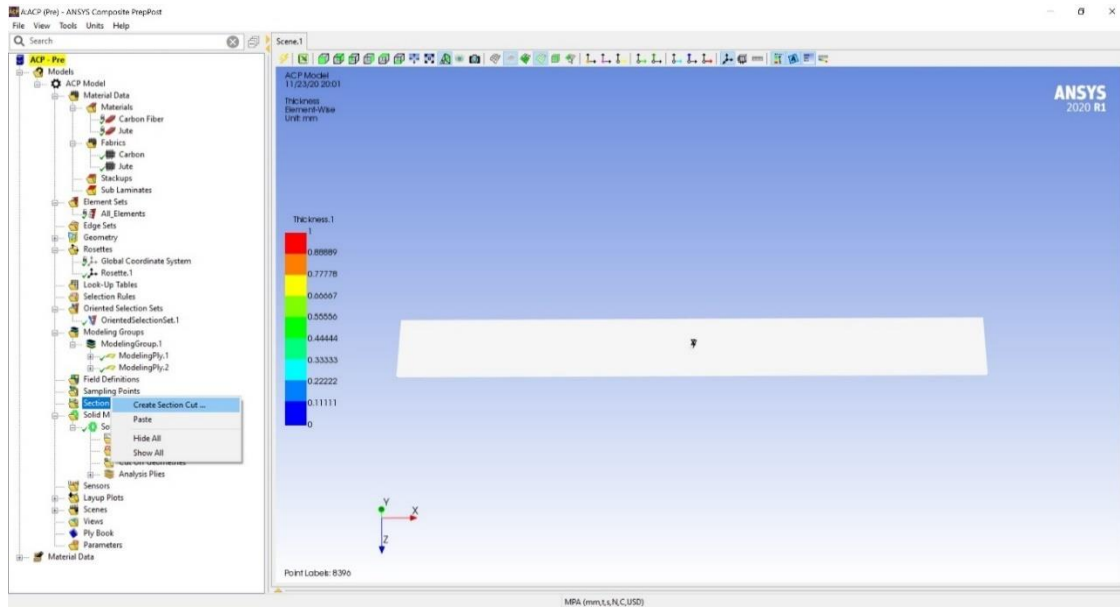 A:ACP (Pre) - ANSYS Composite PrepPost
File View Tools Units Help
Search
Scene.1
ACP - Pre
Models
ACP Model
Material Data
Materials
Carbon Fiber
Jute
Fabrics
Carbon
Jute
Stackups
Sub Laminates
Element Sets
All_Elements
Edge Sets
Geometry
Rosettes
Global Coordinate System
Rosette.1
Look-Up Tables
Selection Rules
Oriented Selection Sets
OrientedSelectionSet.1
Modeling Groups
ModelingGroup.1
ModelingPly.1
ModelingPly.2
Field Definitions
Sampling Points
Section
Solid M
So
Analysis Plies
Sensors
Layup Plots
Scenes
Views
Ply Book
Parameters
Material Data
Create Section Cut ...
Paste
Hide All
Show All
ACP Model
11/23/20 20:01
Thickness
Element-Wise
Unit: mm
ANSYS
2020 R1
Thickness.1
1
0.88889
0.77778
0.66667
0.55556
0.44444
0.33333
0.22222
0.11111
0
Y
X
Z
Point Labels: 8396
MPA (mm,t,s,N,C,USD)